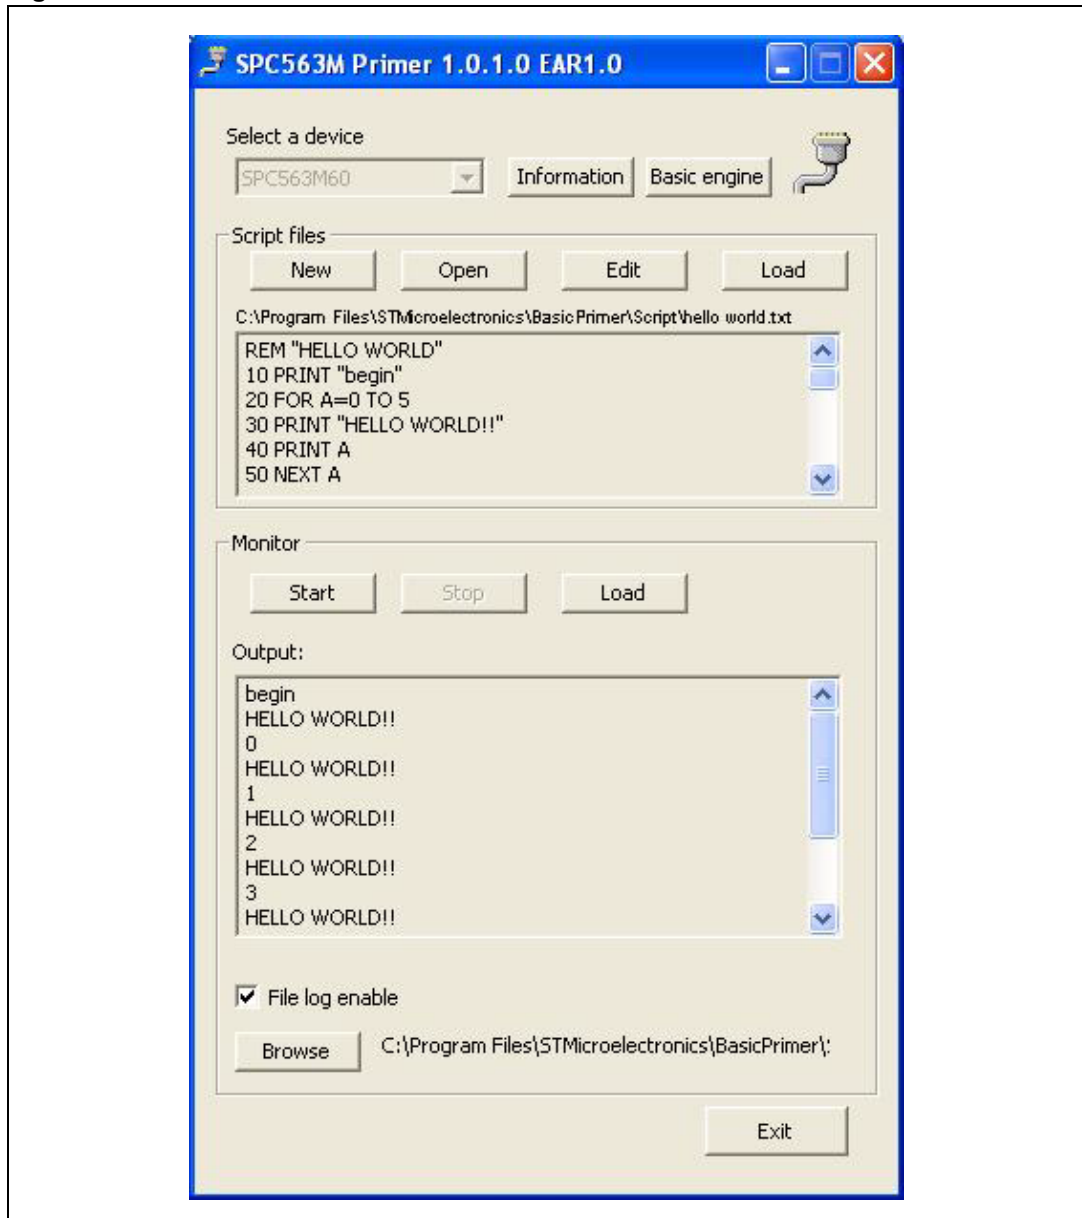 SPC563M Primer 1.0.1.0 EAR1.0
Select a device
SPC563M60
Information
Basic engine
Script files
New
Open
Edit
Load
C:\Program Files\STMicroelectronics\BasicPrimer\Script\hello world.txt
REM "HELLO WORLD"
10 PRINT "begin"
20 FOR A=0 TO 5
30 PRINT "HELLO WORLD!!"
40 PRINT A
50 NEXT A
Monitor
Start
Stop
Load
Output:
begin
HELLO WORLD!!
0
HELLO WORLD!!
1
HELLO WORLD!!
2
HELLO WORLD!!
3
HELLO WORLD!!
File log enable
Browse
C:\Program Files\STMicroelectronics\BasicPrimer\
Exit